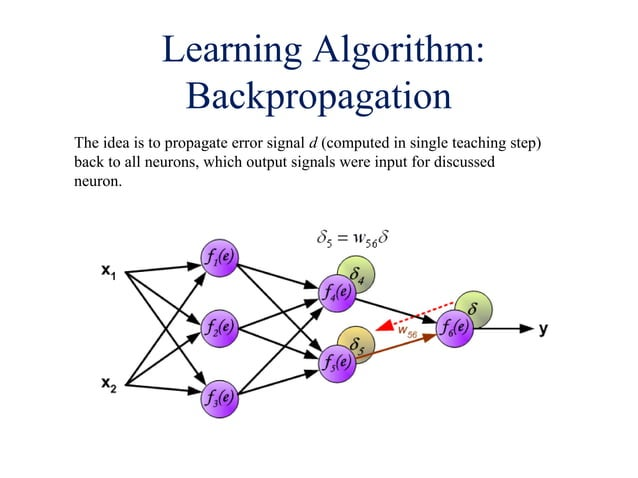 Learning Algorithm:
Backpropagation
The idea is to propagate error signal d (computed in single teaching step)
back to all neurons, which output signals were input for discussed
neuron.
δ₅ = w₅₆δ
x₁
x₂
f₁(e)
f₂(e)
f₃(e)
δ₄
f₄(e)
δ₅
f₅(e)
w₅₆
δ
f₆(e)
y